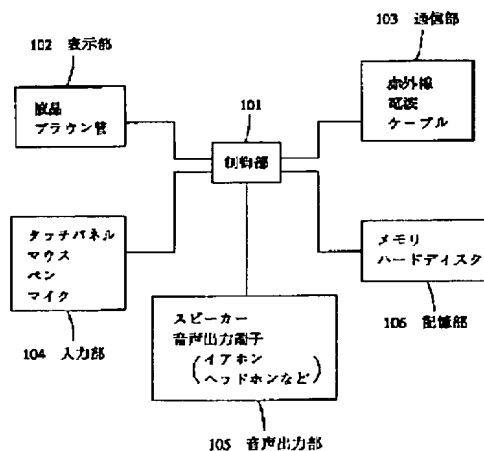 103 通信部
102 表示部
101
液晶
ブラウン管
赤外線
電波
ケーブル
制御部
タッチパネル
マウス
ペン
マイク
メモリ
ハードディスク
スピーカー
音声出力端子
(イアホン
ヘッドホンなど)
106 記憶部
104 入力部
105 音声出力部